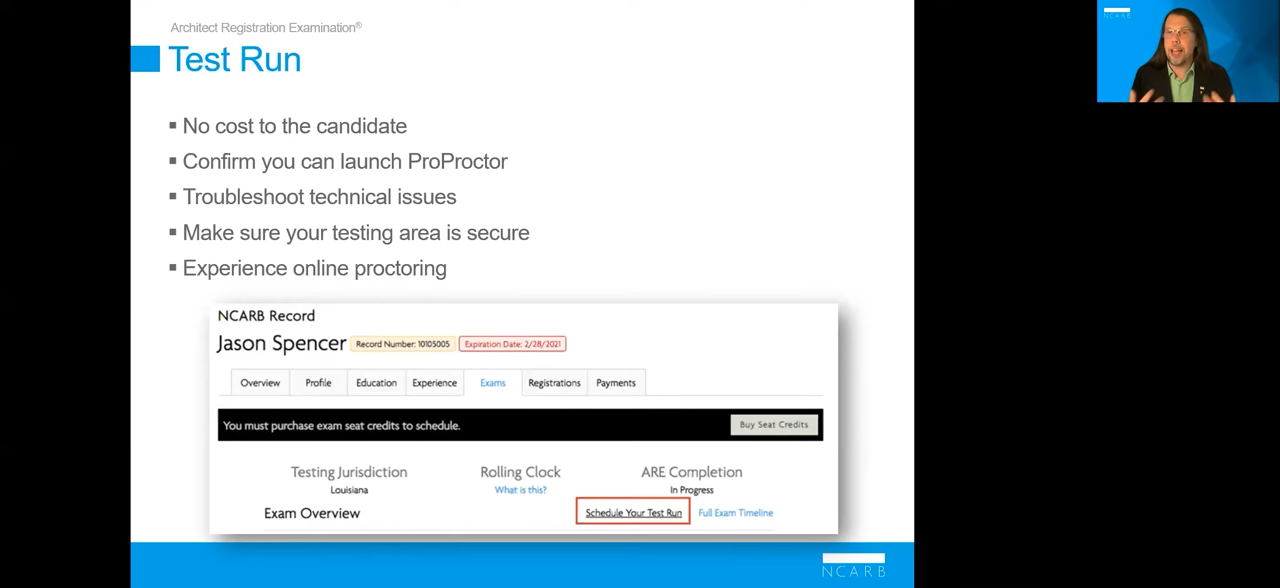 Architect Registration Examination®
Test Run
NCARB
▪ No cost to the candidate
▪ Confirm you can launch ProProctor
▪ Troubleshoot technical issues
▪ Make sure your testing area is secure
▪ Experience online proctoring
NCARB Record
Jason Spencer Record Number: 10105005 Expiration Date: 2/28/2021
Overview Profile Education Experience Exams Registrations Payments
You must purchase exam seat credits to schedule. Buy Seat Credits
Testing Jurisdiction Rolling Clock ARE Completion
Louisiana What is this? In Progress
Exam Overview Schedule Your Test Run Full Exam Timeline
NCARB